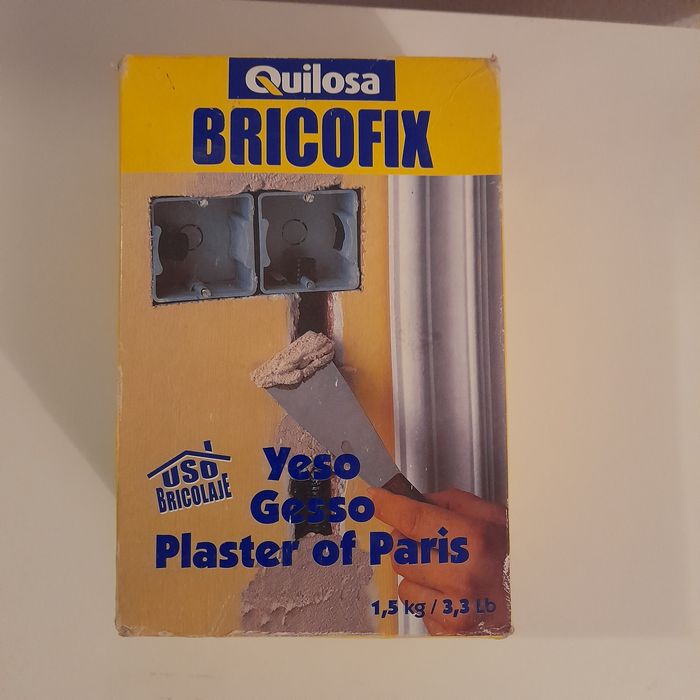 Quilosa
BRICOFIX
USO
BRICOLAJE
Yeso
Gesso
Plaster of Paris
1,5 kg / 3,3 Lb